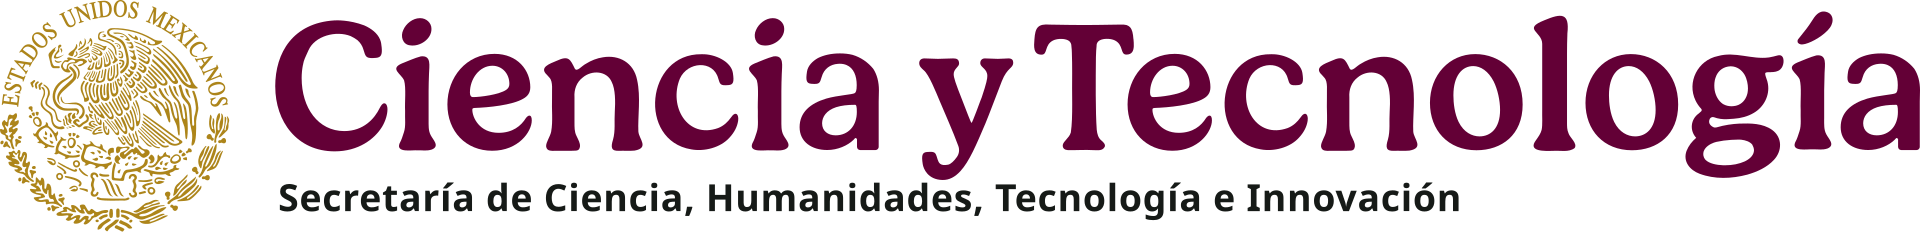 ESTADOS UNIDOS MEXICANOS
Ciencia y Tecnología
Secretaría de Ciencia, Humanidades, Tecnología e Innovación